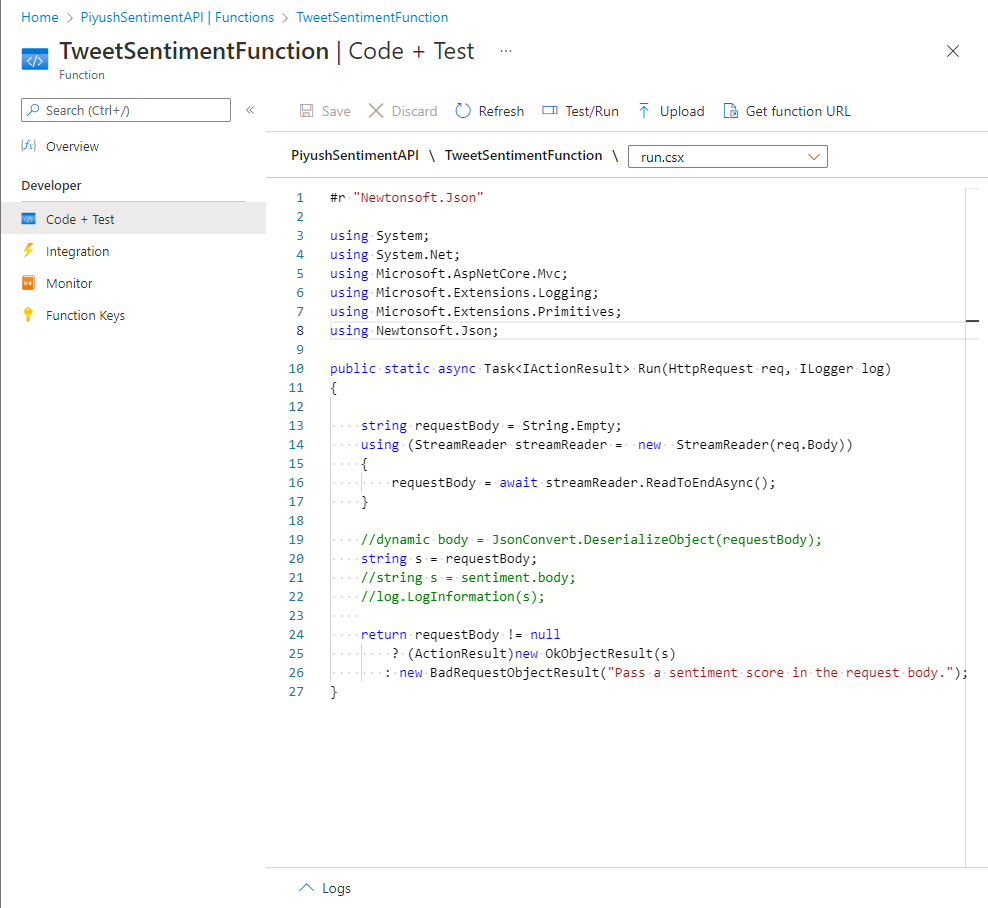 Home > PiyushSentimentAPI | Functions > TweetSentimentFunction
TweetSentimentFunction | Code + Test ...
Function
Search (Ctrl+/)
«
Overview
Developer
Code + Test
Integration
Monitor
Function Keys
Save Discard Refresh Test/Run Upload Get function URL
PiyushSentimentAPI \ TweetSentimentFunction \ run.csx
1 #r "Newtonsoft.Json"
2
3 using System;
4 using System.Net;
5 using Microsoft.AspNetCore.Mvc;
6 using Microsoft.Extensions.Logging;
7 using Microsoft.Extensions.Primitives;
8 using Newtonsoft.Json;
9
10 public static async Task<IActionResult> Run(HttpRequest req, ILogger log)
11 {
12
13     string requestBody = String.Empty;
14     using (StreamReader streamReader =  new  StreamReader(req.Body))
15     {
16         requestBody = await streamReader.ReadToEndAsync();
17     }
18
19     //dynamic body = JsonConvert.DeserializeObject(requestBody);
20     string s = requestBody;
21     //string s = sentiment.body;
22     //log.LogInformation(s);
23
24     return requestBody != null
25         ? (ActionResult)new OkObjectResult(s)
26        : new BadRequestObjectResult("Pass a sentiment score in the request body.");
27 }
Logs